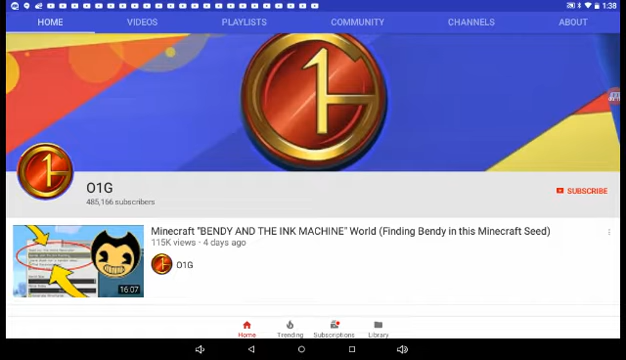 1:38
HOME VIDEOS PLAYLISTS COMMUNITY CHANNELS ABOUT
O1G
485,166 subscribers
SUBSCRIBE
Minecraft "BENDY AND THE INK MACHINE" World (Finding Bendy in this Minecraft Seed)
115K views · 4 days ago
O1G
16:07
Home Trending Subscriptions Library